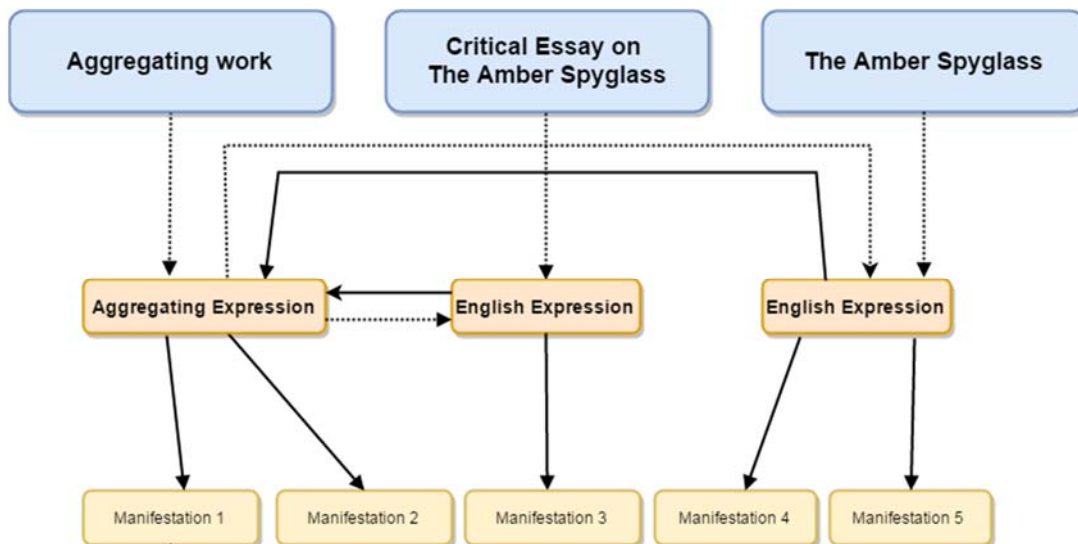 Aggregating work
Critical Essay on
The Amber Spyglass
The Amber Spyglass
Aggregating Expression
English Expression
English Expression
Manifestation 1
Manifestation 2
Manifestation 3
Manifestation 4
Manifestation 5